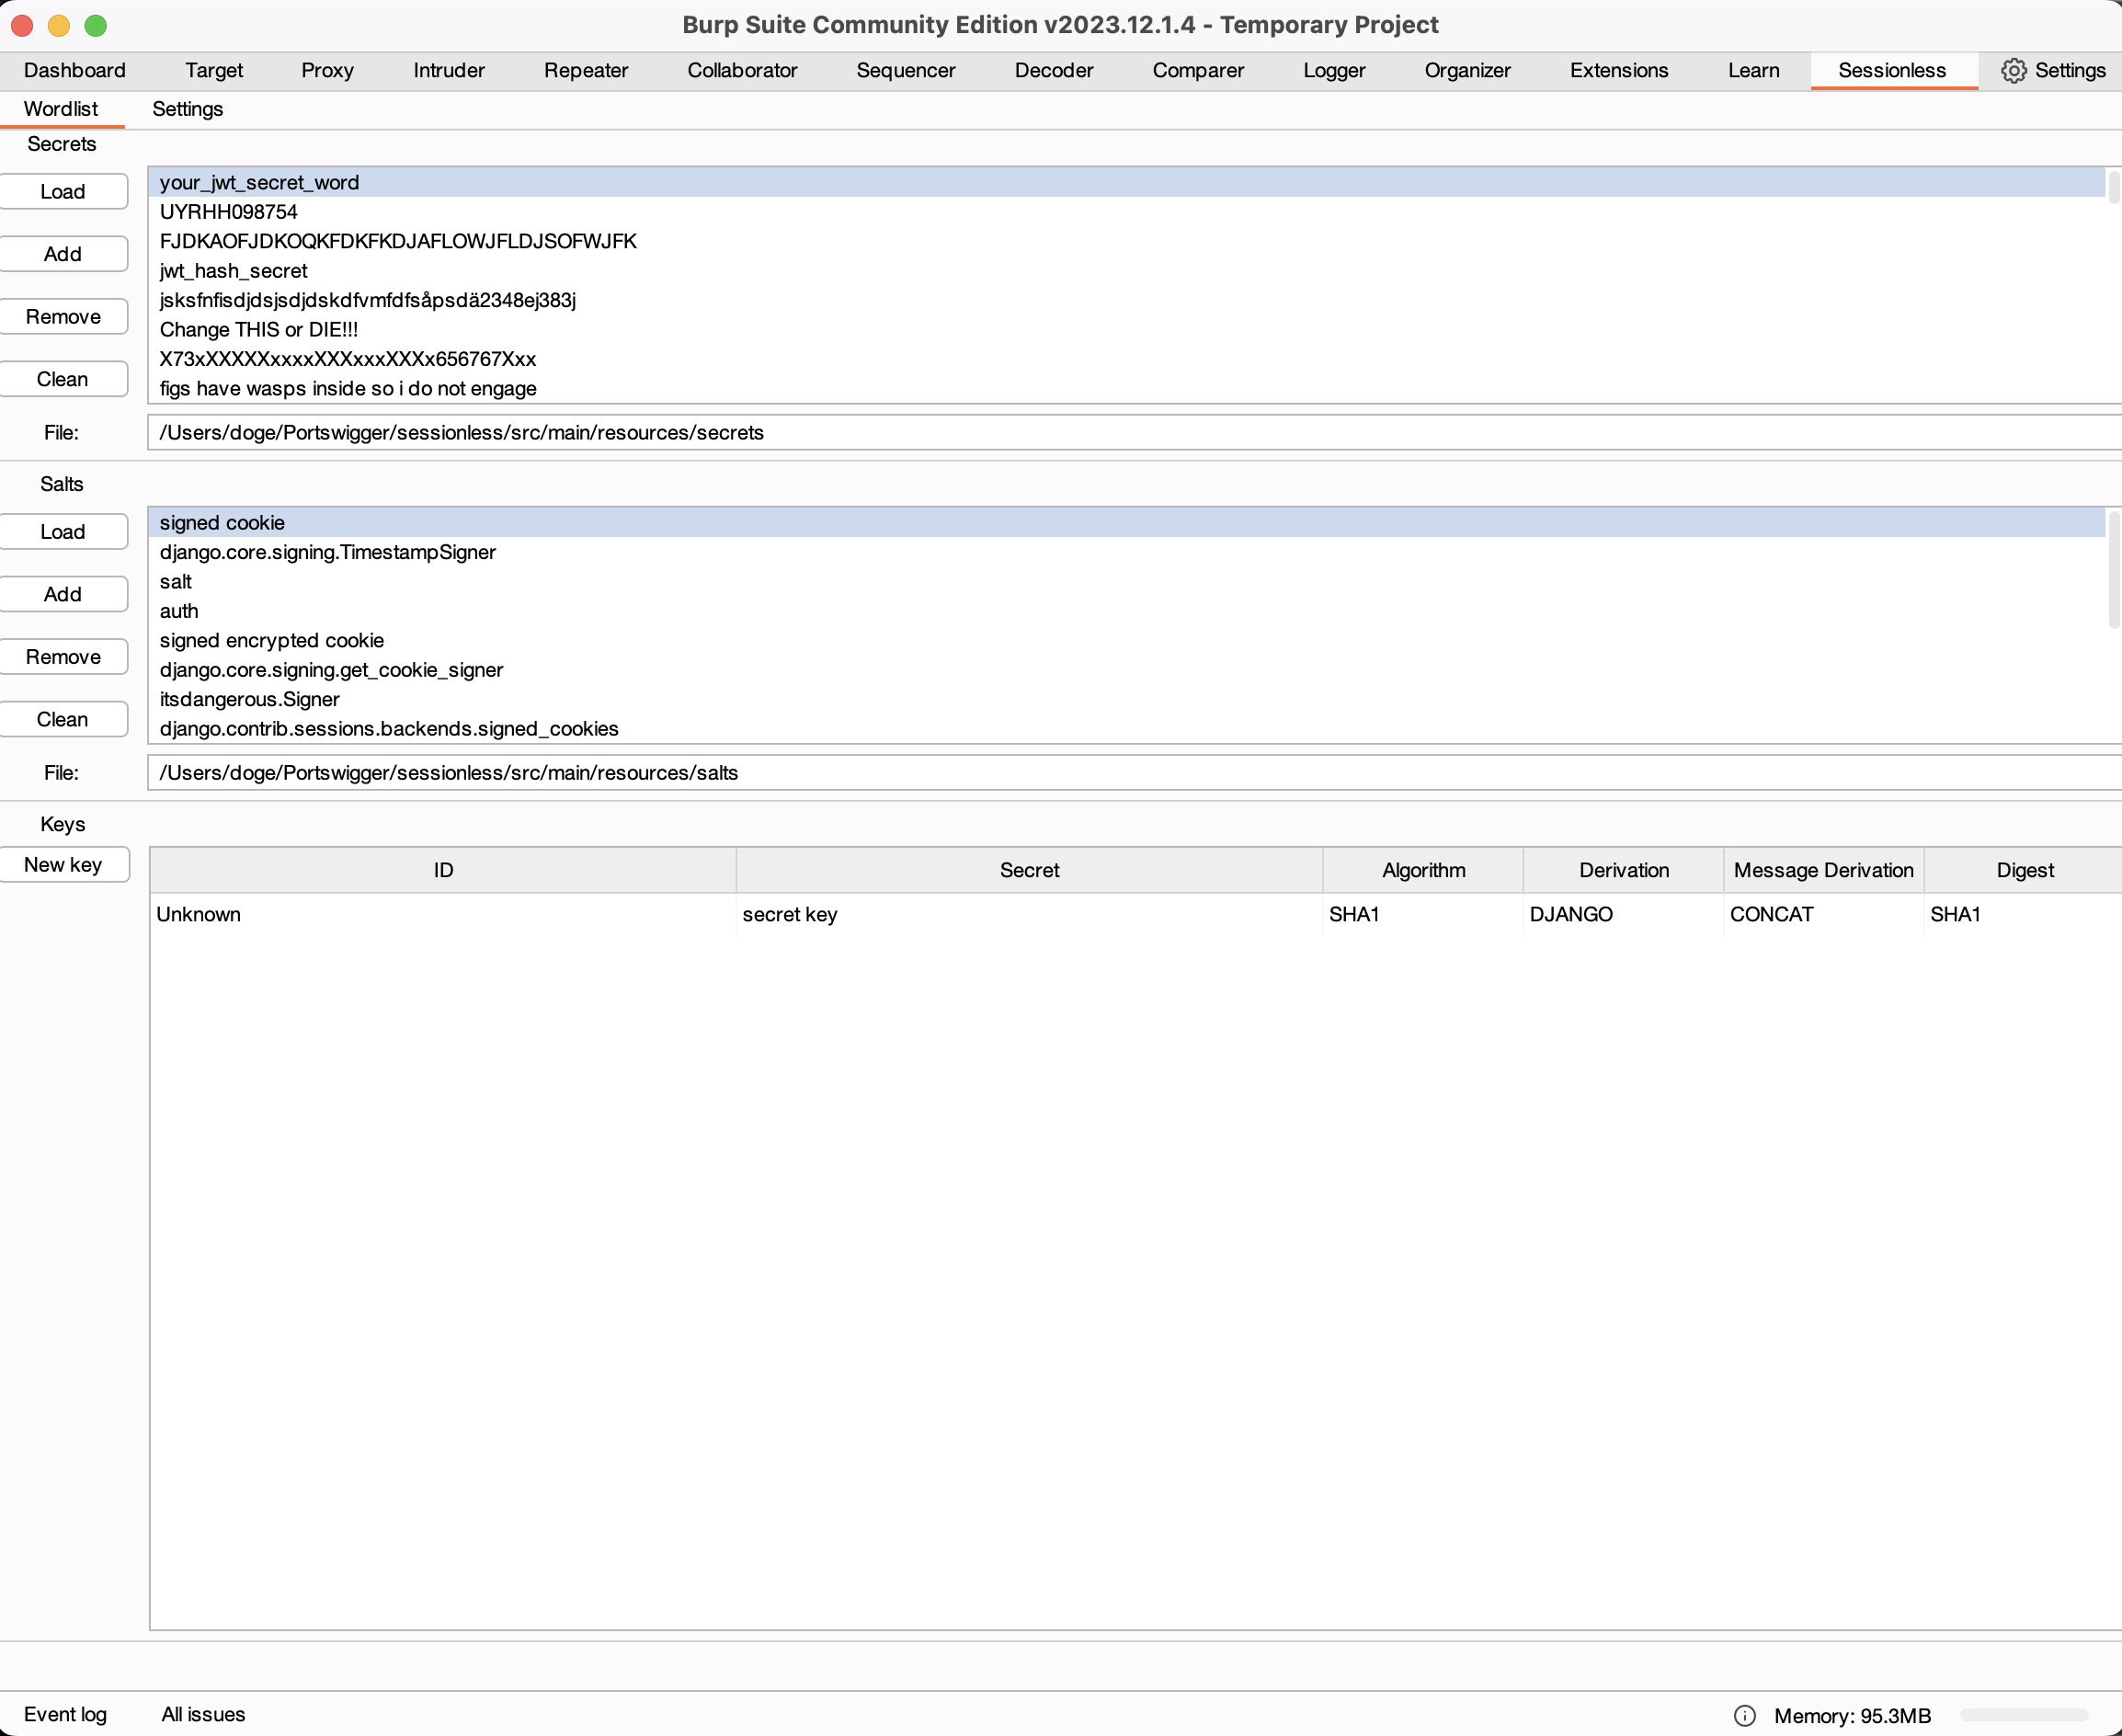 Burp Suite Community Edition v2023.12.1.4 - Temporary Project
Dashboard Target Proxy Intruder Repeater Collaborator Sequencer Decoder Comparer Logger Organizer Extensions Learn Sessionless Settings
Wordlist Settings
Secrets
Load
Add
Remove
Clean
your_jwt_secret_word
UYRHH098754
FJDKAOFJDKOQKFDKFKDJAFLOWJFLDJSOFWJFK
jwt_hash_secret
jsksfnfisdjdsjsdjdskdfvmfdfsåpsdä2348ej383j
Change THIS or DIE!!!
X73xXXXXXxxxxXXXxxxXXXx656767Xxx
figs have wasps inside so i do not engage
File: /Users/doge/Portswigger/sessionless/src/main/resources/secrets
Salts
Load
Add
Remove
Clean
signed cookie
django.core.signing.TimestampSigner
salt
auth
signed encrypted cookie
django.core.signing.get_cookie_signer
itsdangerous.Signer
django.contrib.sessions.backends.signed_cookies
File: /Users/doge/Portswigger/sessionless/src/main/resources/salts
Keys
New key
ID Secret Algorithm Derivation Message Derivation Digest
Unknown secret key SHA1 DJANGO CONCAT SHA1
Event log All issues Memory: 95.3MB